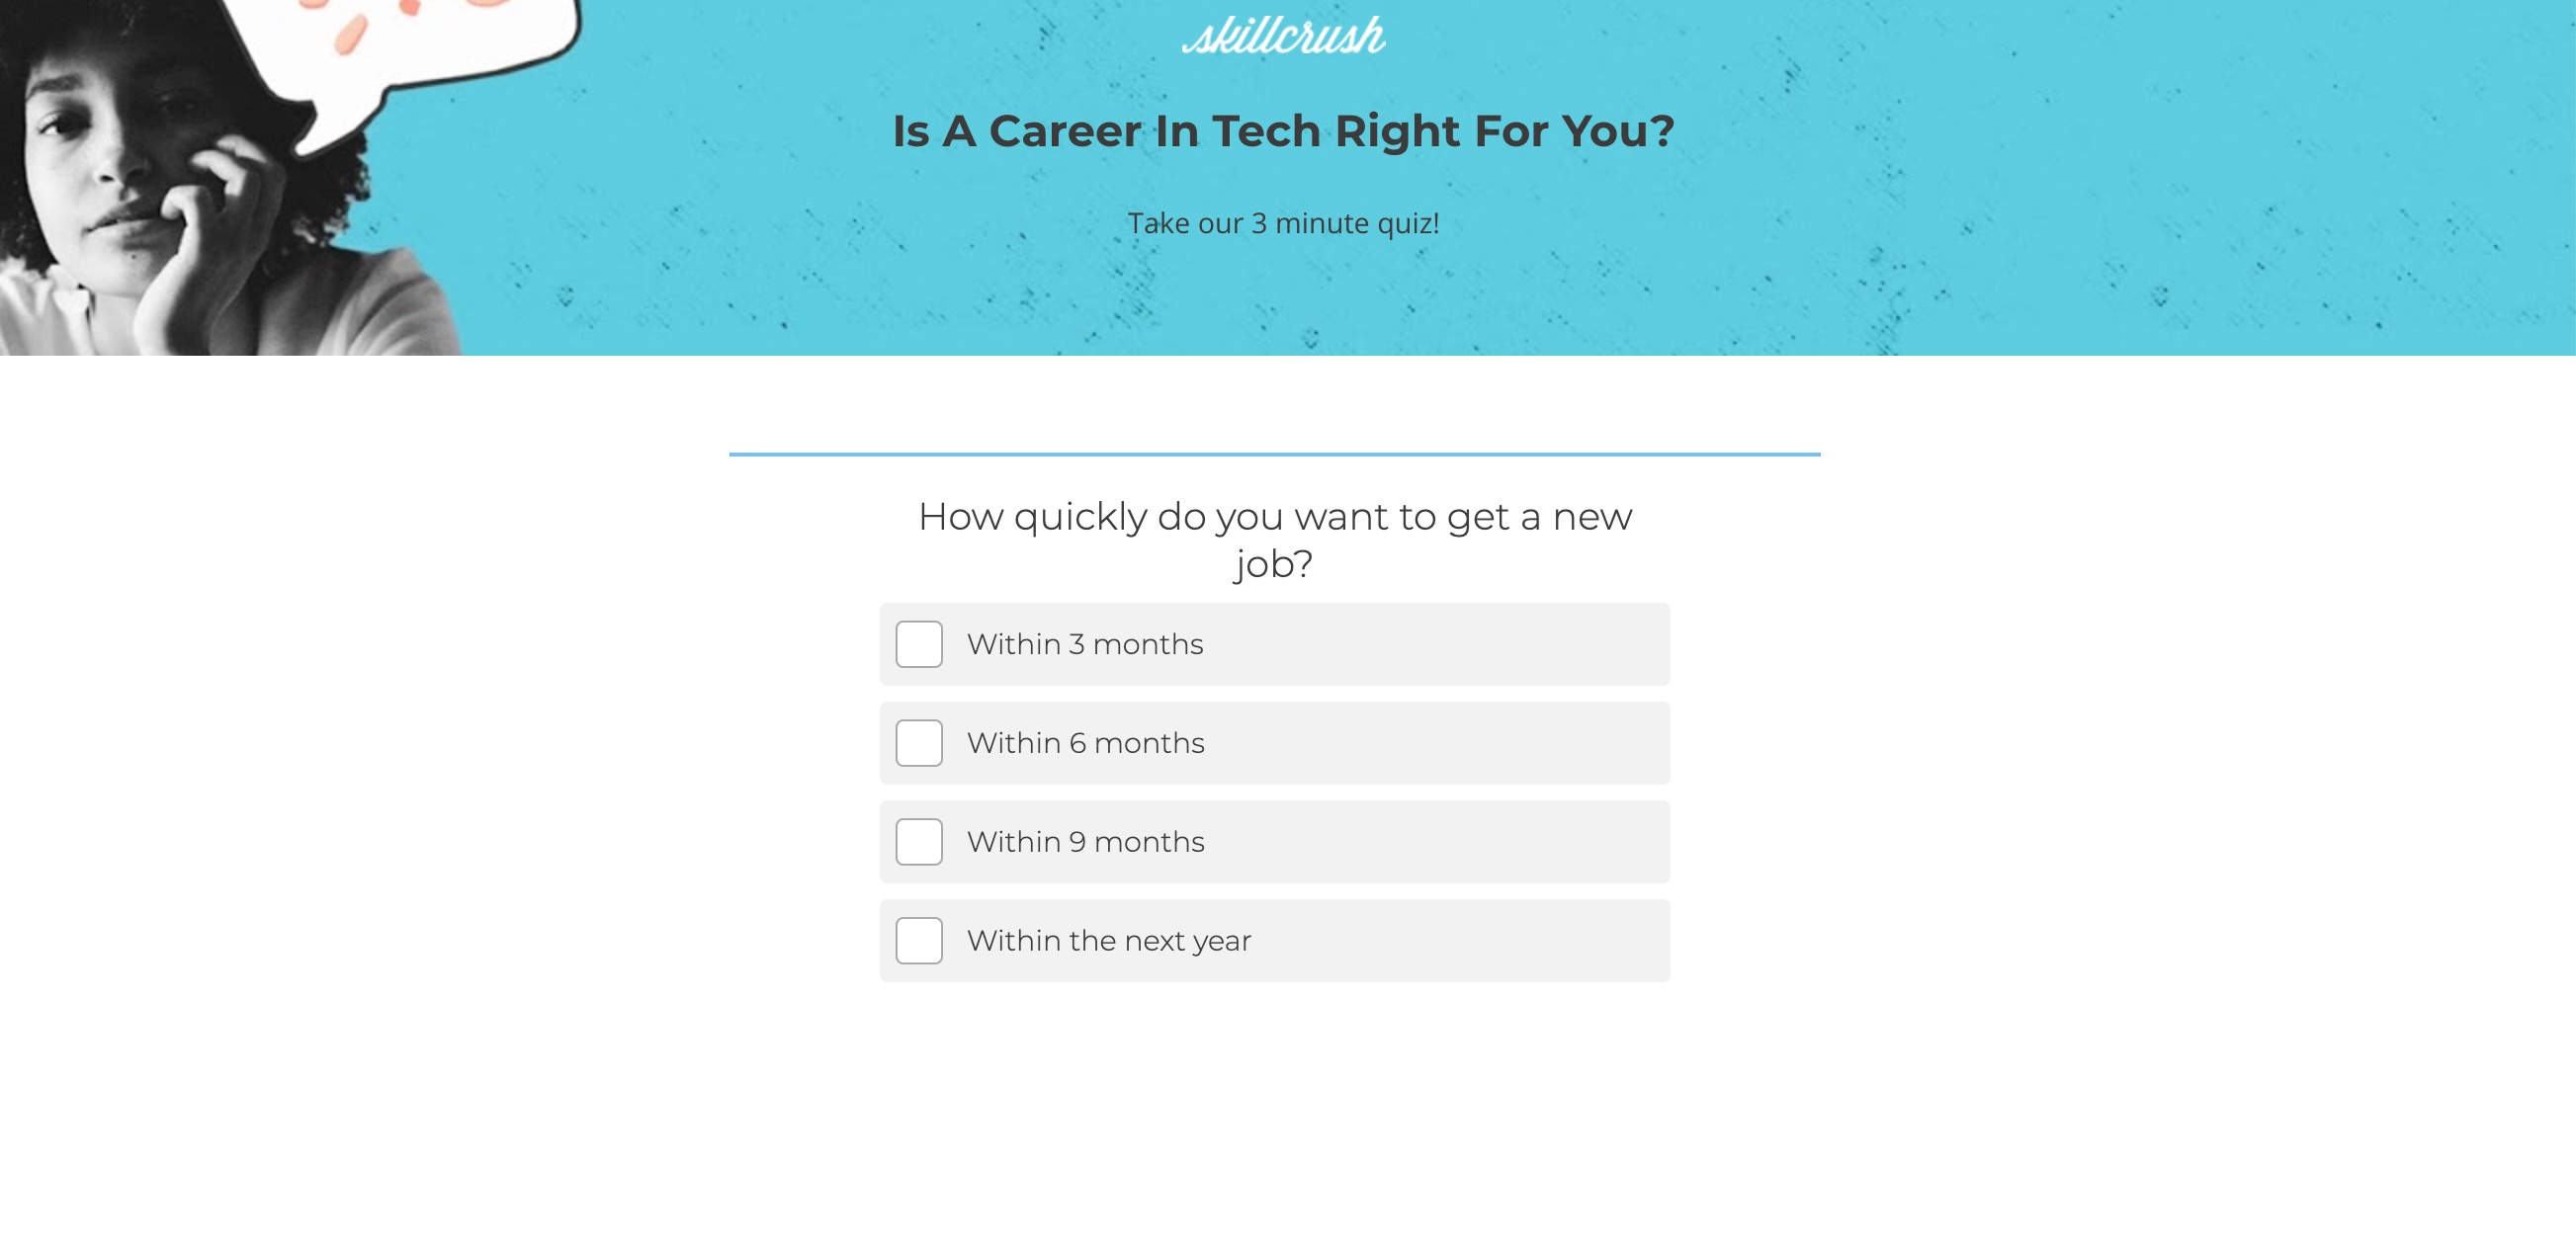 skillcrush
Is A Career In Tech Right For You?
Take our 3 minute quiz!
How quickly do you want to get a new
job?
Within 3 months
Within 6 months
Within 9 months
Within the next year